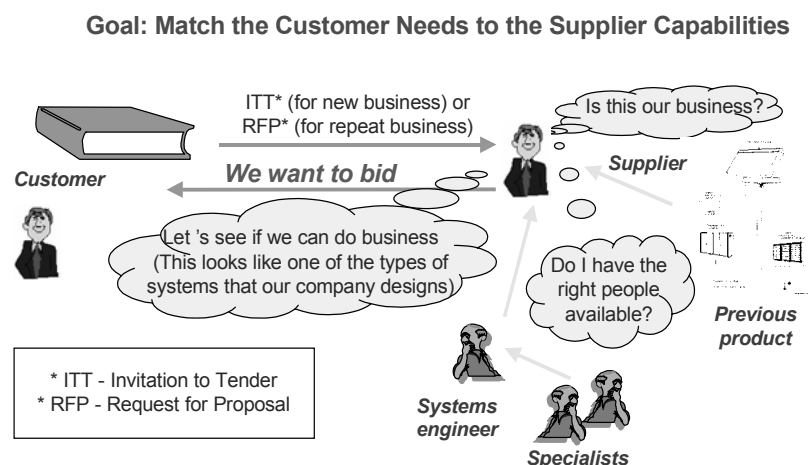 Goal: Match the Customer Needs to the Supplier Capabilities
ITT* (for new business) or
RFP* (for repeat business)
Is this our business?
Customer
We want to bid
Supplier
Let 's see if we can do business
(This looks like one of the types of
systems that our company designs)
Do I have the
right people
available?
Previous
product
* ITT - Invitation to Tender
* RFP - Request for Proposal
Systems
engineer
Specialists